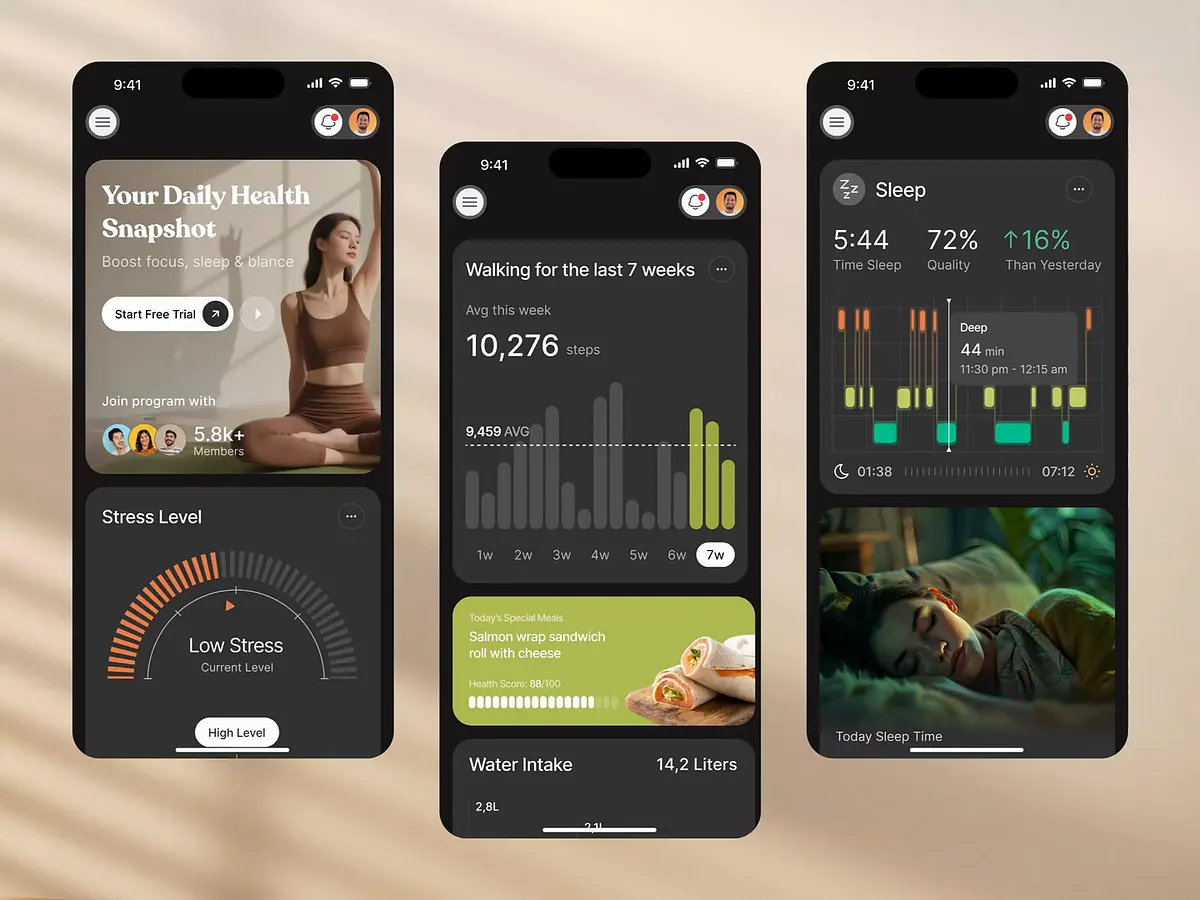 9:41
Your Daily Health
Snapshot
Boost focus, sleep & blance
Start Free Trial
Join program with
5.8k+
Members
Stress Level
Low Stress
Current Level
High Level
9:41
Walking for the last 7 weeks
Avg this week
10,276 steps
9,459 AVG
1w 2w 3w 4w 5w 6w 7w
Today's Special Meals
Salmon wrap sandwich
roll with cheese
Health Score: 88/100
Water Intake 14,2 Liters
2,8L
2,1L
9:41
Sleep
5:44 72% ↑16%
Time Sleep Quality Than Yesterday
Deep
44 min
11:30 pm - 12:15 am
01:38 07:12
Today Sleep Time